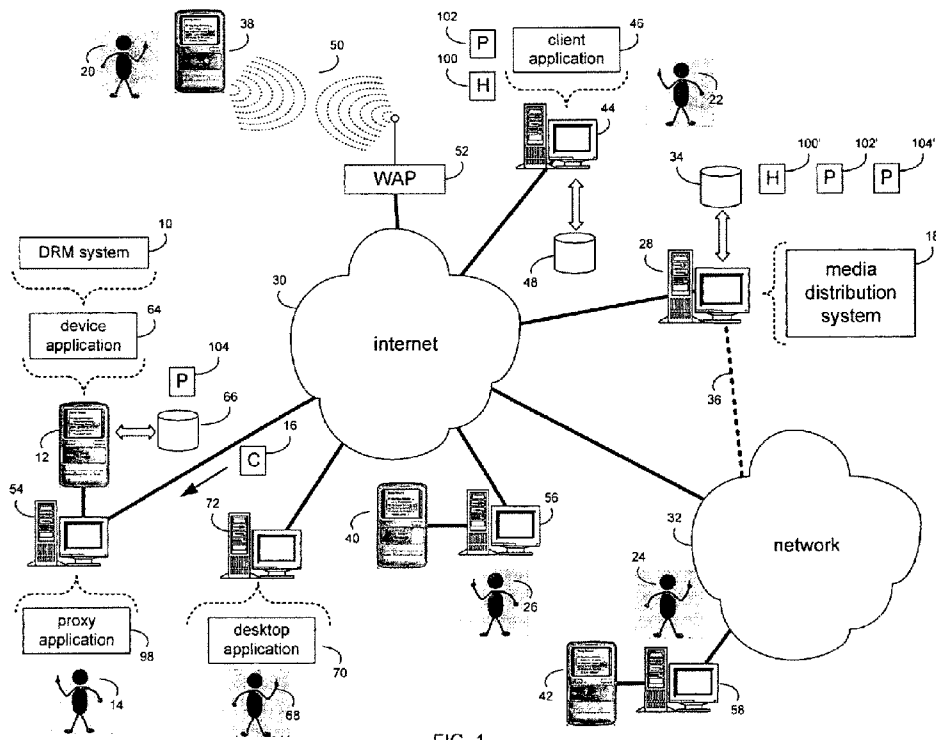 102
P
100
H
client
application
46
38
20
50
44
22
WAP
52
100'
102'
104'
34
H
P
P
10
DRM system
28
18
media
distribution
system
48
30
internet
64
device
application
104
P
66
12
16
C
36
54
72
40
56
32
network
24
26
proxy
application
98
desktop
application
70
14
68
42
58
FIG. 1